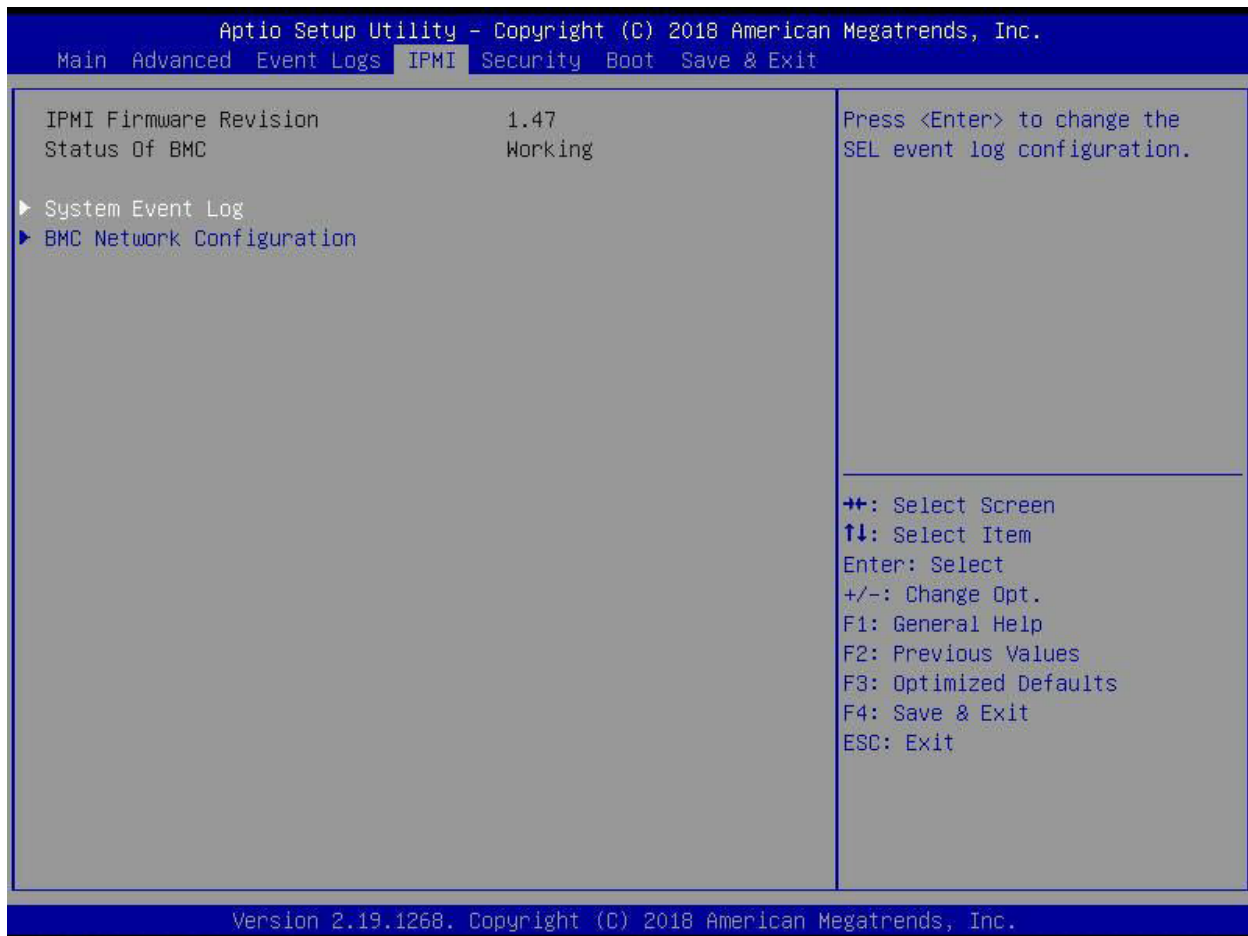 Aptio Setup Utility – Copyright (C) 2018 American Megatrends, Inc.
Main Advanced Event Logs IPMI Security Boot Save & Exit
IPMI Firmware Revision 1.47
Status Of BMC Working
▶ System Event Log
▶ BMC Network Configuration
Press <Enter> to change the
SEL event log configuration.
→←: Select Screen
↑↓: Select Item
Enter: Select
+/-: Change Opt.
F1: General Help
F2: Previous Values
F3: Optimized Defaults
F4: Save & Exit
ESC: Exit
Version 2.19.1268. Copyright (C) 2018 American Megatrends, Inc.